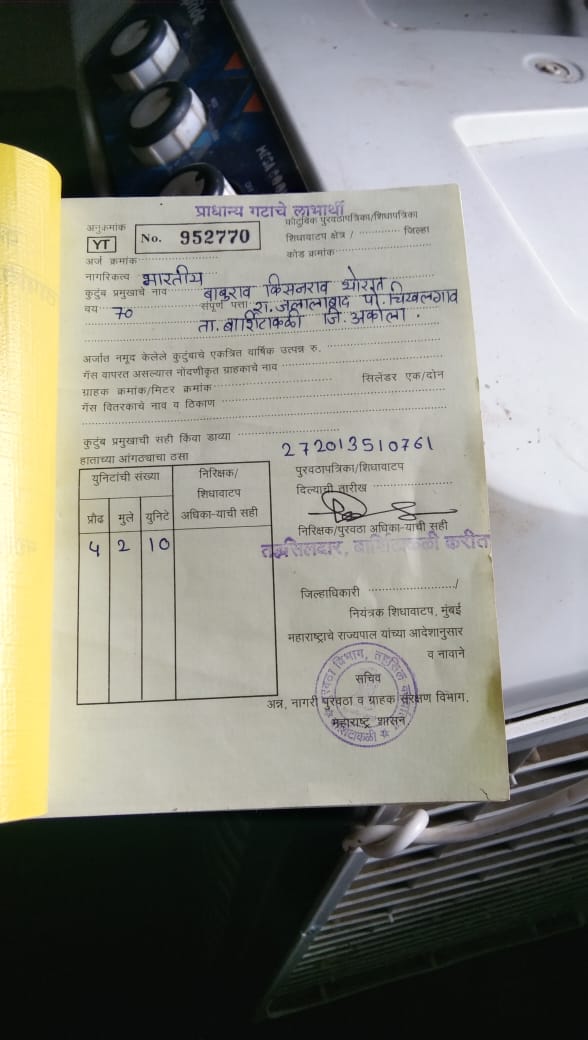 प्राधान्य गटाचे लाभार्थी
अनुक्रमांक
YT
No. 952770
कौटुंबिक पुरवठापत्रिका/शिधापत्रिका
शिधावाटप क्षेत्र / ............ जिल्हा
कोड क्रमांक
अर्ज क्रमांक
नागरिकत्व भारतीय
कुटुंब प्रमुखाचे नाव बाबुराव किसनराव थोरात
वय 70 संपूर्ण पत्ता रा. जलालाबाद पो. चिखलगाव
ता. बार्शिटाकळी जि. अकोला.
अर्जात नमूद केलेले कुटुंबाचे एकत्रित वार्षिक उत्पन्न रु.
गॅस वापरत असल्यास नोंदणीकृत ग्राहकाचे नाव
ग्राहक क्रमांक/मिटर क्रमांक ............ सिलेंडर एक/दोन
गॅस वितरकाचे नाव व ठिकाण
कुटुंब प्रमुखाची सही किंवा डाव्या
हाताच्या आंगठ्याचा ठसा
272013510761
युनिटांची संख्या
निरिक्षक/
शिधावाटप
अधिका-याची सही
प्रौढ मुले युनिटे
५ 2 10
पुरवठापत्रिका/शिधावाटप
दिल्याची तारीख
निरिक्षक/पुरवठा अधिका-याची सही
तहसिलदार, बार्शिटाकळी करीता
जिल्हाधिकारी ............/
नियंत्रक शिधावाटप, मुंबई
महाराष्ट्राचे राज्यपाल यांच्या आदेशानुसार
व नावाने
सचिव
अन्न, नागरी पुरवठा व ग्राहक संरक्षण विभाग,
महाराष्ट्र शासन
पुरवठा विभाग, तहसिल